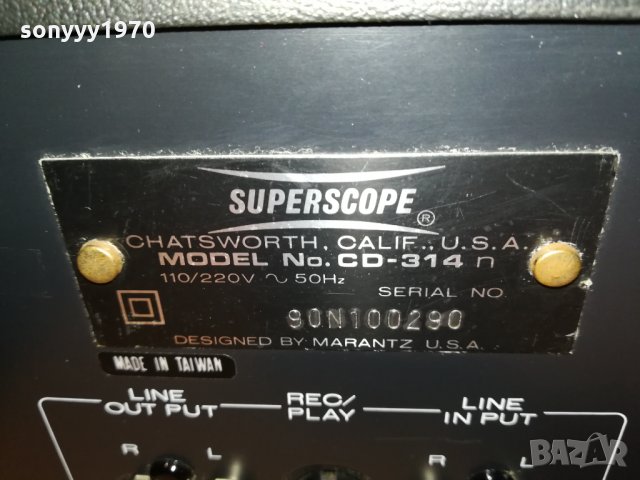 sonyyy1970
SUPERSCOPE ®
CHATSWORTH, CALIF., U.S.A.
MODEL No. CD-314 n
110/220V ~ 50Hz
SERIAL NO.
90N100290
DESIGNED BY MARANTZ U.S.A.
MADE IN TAIWAN
LINE OUT PUT
REC/PLAY
LINE IN PUT
R L
R L
BAZAR